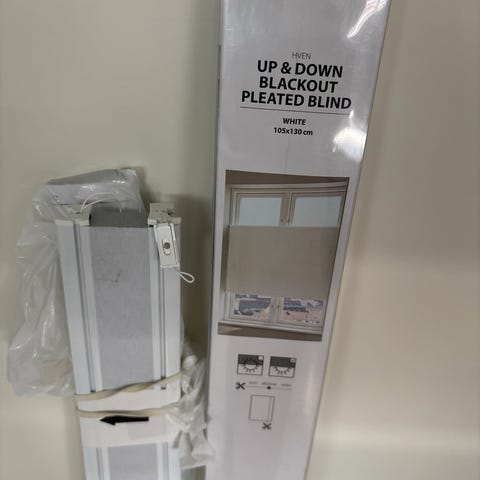 HVEN
UP & DOWN
BLACKOUT
PLEATED BLIND
WHITE
105x130 cm